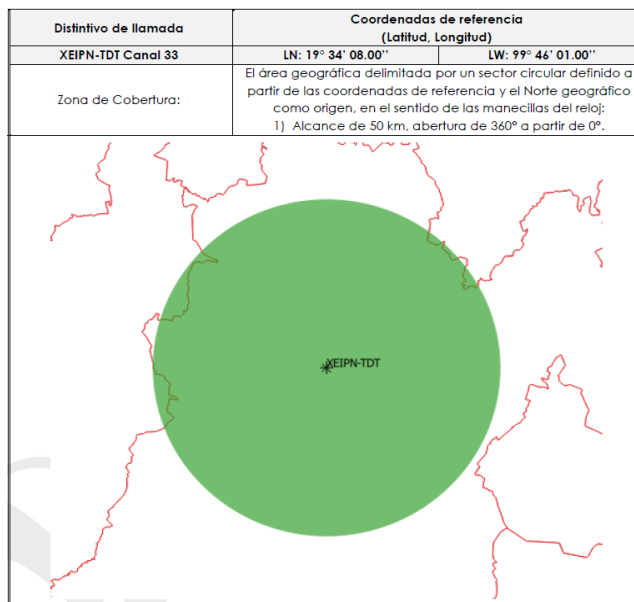 Distintivo de llamada
Coordenadas de referencia
(Latitud, Longitud)
XEIPN-TDT Canal 33
LN: 19° 34' 08.00''
LW: 99° 46' 01.00''
Zona de Cobertura:
El área geográfica delimitada por un sector circular definido a
partir de las coordenadas de referencia y el Norte geográfico
como origen, en el sentido de las manecillas del reloj:
1) Alcance de 50 km, abertura de 360° a partir de 0°.
XEIPN-TDT